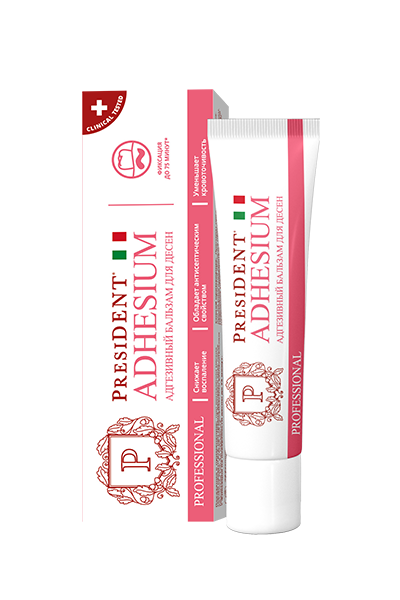 CLINICAL TESTED
ФИКСАЦИЯ
ДО 75 МИНУТ*
PRESIDENT
ADHESIUM
АДГЕЗИВНЫЙ БАЛЬЗАМ ДЛЯ ДЕСЕН
P
PROFESSIONAL
Снижает
воспаление
Обладает антисептическим
свойством
Уменьшает
кровоточивость
PRESIDENT
ADHESIUM
АДГЕЗИВНЫЙ БАЛЬЗАМ ДЛЯ ДЕСЕН
P
PROFESSIONAL